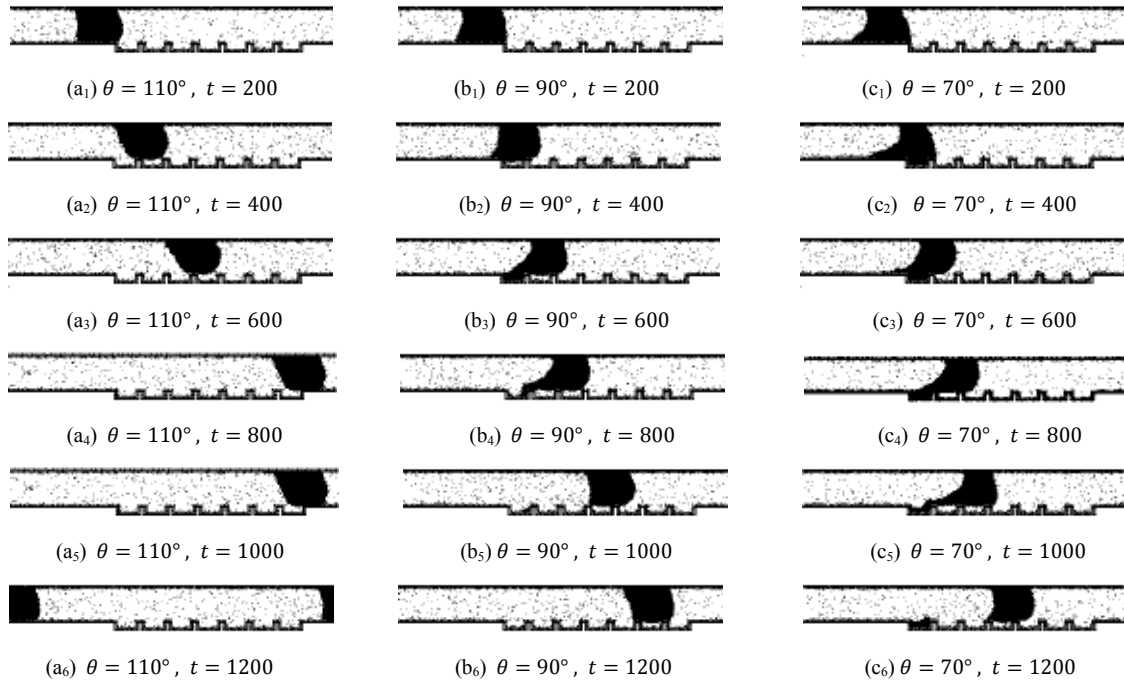 (a₁) θ = 110° , t = 200
(b₁) θ = 90° , t = 200
(c₁) θ = 70° , t = 200
(a₂) θ = 110° , t = 400
(b₂) θ = 90° , t = 400
(c₂) θ = 70° , t = 400
(a₃) θ = 110° , t = 600
(b₃) θ = 90° , t = 600
(c₃) θ = 70° , t = 600
(a₄) θ = 110° , t = 800
(b₄) θ = 90° , t = 800
(c₄) θ = 70° , t = 800
(a₅) θ = 110° , t = 1000
(b₅) θ = 90° , t = 1000
(c₅) θ = 70° , t = 1000
(a₆) θ = 110° , t = 1200
(b₆) θ = 90° , t = 1200
(c₆) θ = 70° , t = 1200